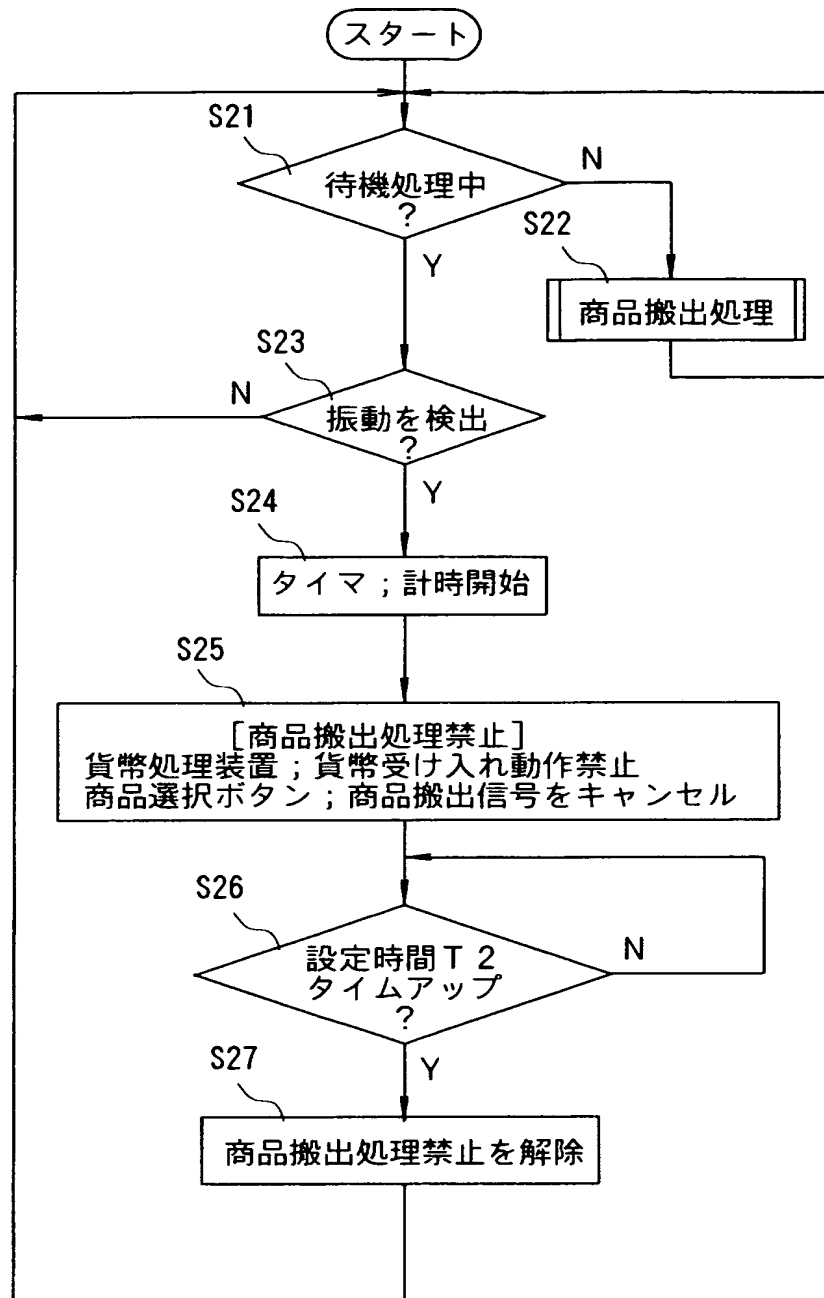 スタート
S21
待機処理中
?
N
Y
S22
商品搬出処理
S23
N
振動を検出
?
Y
S24
タイマ;計時開始
S25
[商品搬出処理禁止]
貨幣処理装置;貨幣受け入れ動作禁止
商品選択ボタン;商品搬出信号をキャンセル
S26
設定時間T2
タイムアップ
?
N
Y
S27
商品搬出処理禁止を解除